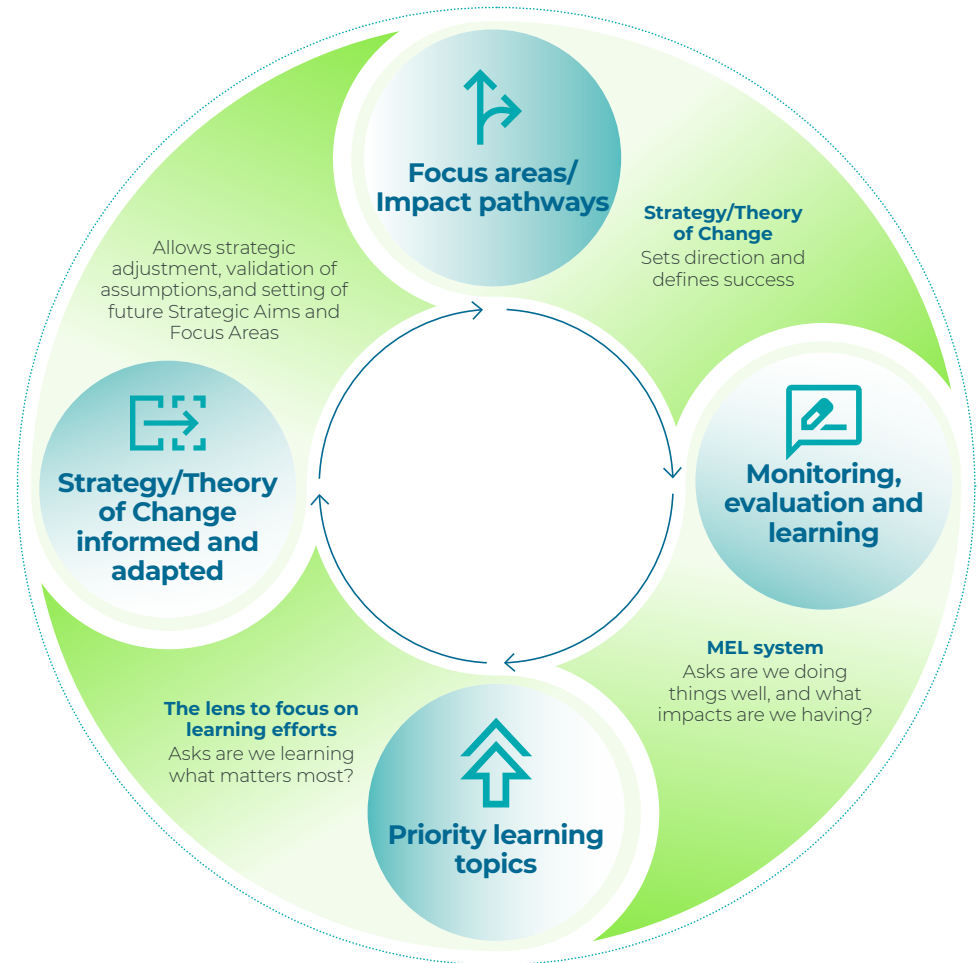 Focus areas/
Impact pathways
Strategy/Theory
of Change
Sets direction and
defines success
Monitoring,
evaluation and
learning
MEL system
Asks are we doing
things well, and what
impacts are we having?
Priority learning
topics
The lens to focus on
learning efforts
Asks are we learning
what matters most?
Strategy/Theory
of Change
informed and
adapted
Allows strategic
adjustment, validation of
assumptions,and setting of
future Strategic Aims and
Focus Areas